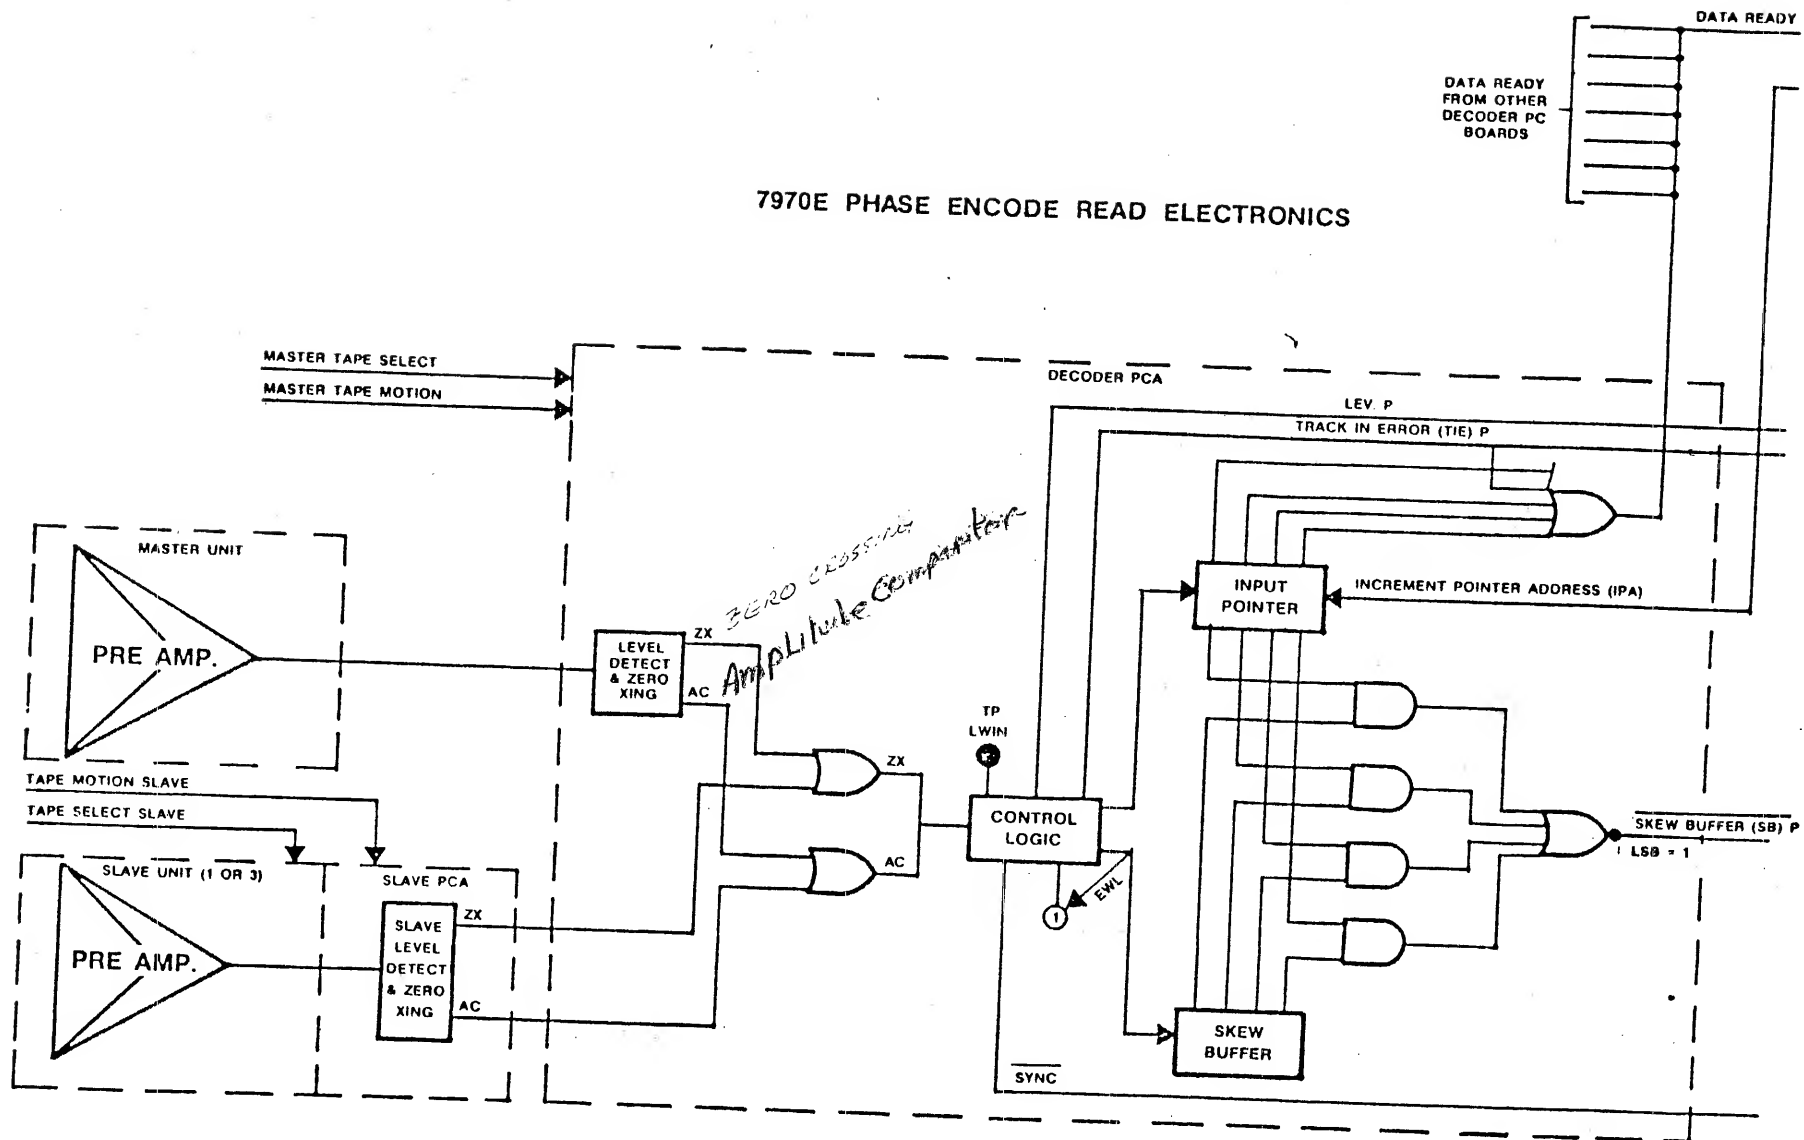 DATA READY
DATA READY
FROM OTHER
DECODER PC
BOARDS
7970E PHASE ENCODE READ ELECTRONICS
MASTER TAPE SELECT
MASTER TAPE MOTION
DECODER PCA
LEV. P
TRACK IN ERROR (TIE) P
MASTER UNIT
PRE AMP.
ZERO CROSSING
Amplitude Comparitor
LEVEL
DETECT
& ZERO
XING
ZX
AC
INPUT
POINTER
INCREMENT POINTER ADDRESS (IPA)
TP
LWIN
ZX
AC
CONTROL
LOGIC
EWL
1
TAPE MOTION SLAVE
TAPE SELECT SLAVE
SLAVE UNIT (1 OR 3)
SLAVE PCA
PRE AMP.
SLAVE
LEVEL
DETECT
& ZERO
XING
ZX
AC
SKEW BUFFER (SB) P
LSB = 1
SKEW
BUFFER
SYNC